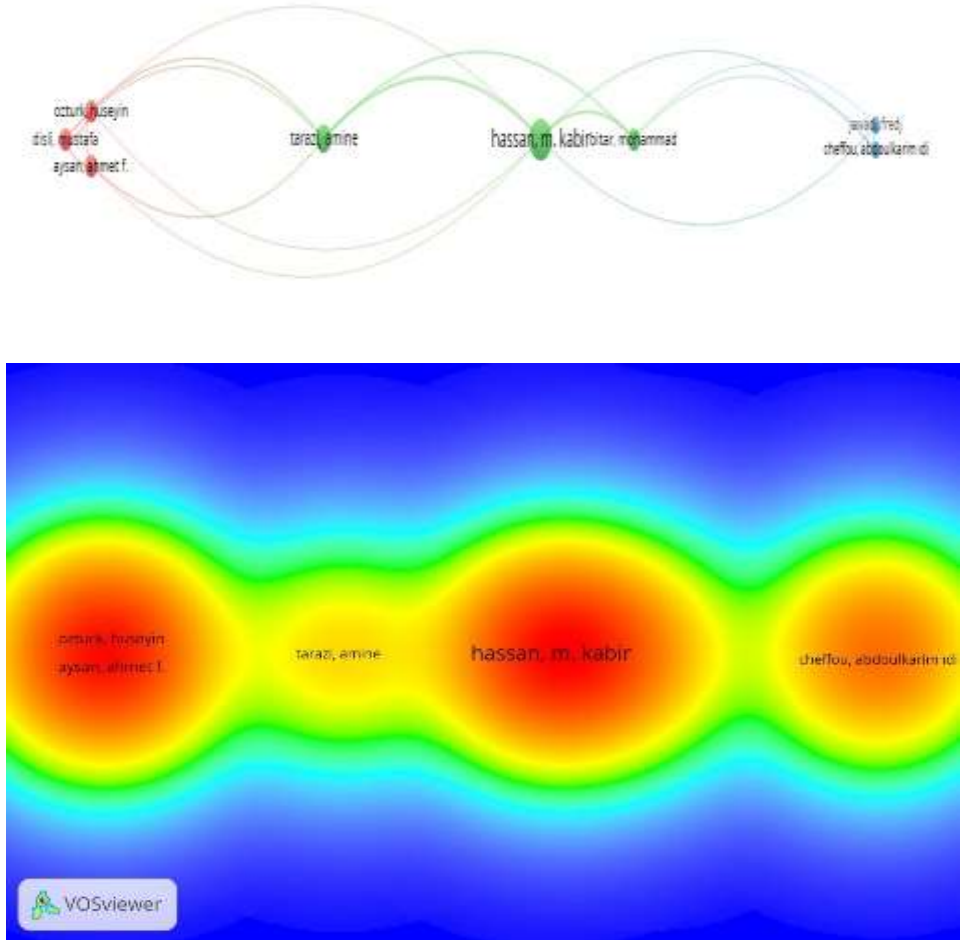 ozturk, huseyin
disli, mustafa
aysan, ahmet f.
tarazi, amine
hassan, m. kabir
bitar, mohammad
jawadi, fredj
cheffou, abdoulkarim idi
ozturk, huseyin
aysan, ahmet f.
tarazi, amine
hassan, m. kabir
cheffou, abdoulkarim idi
VOSviewer